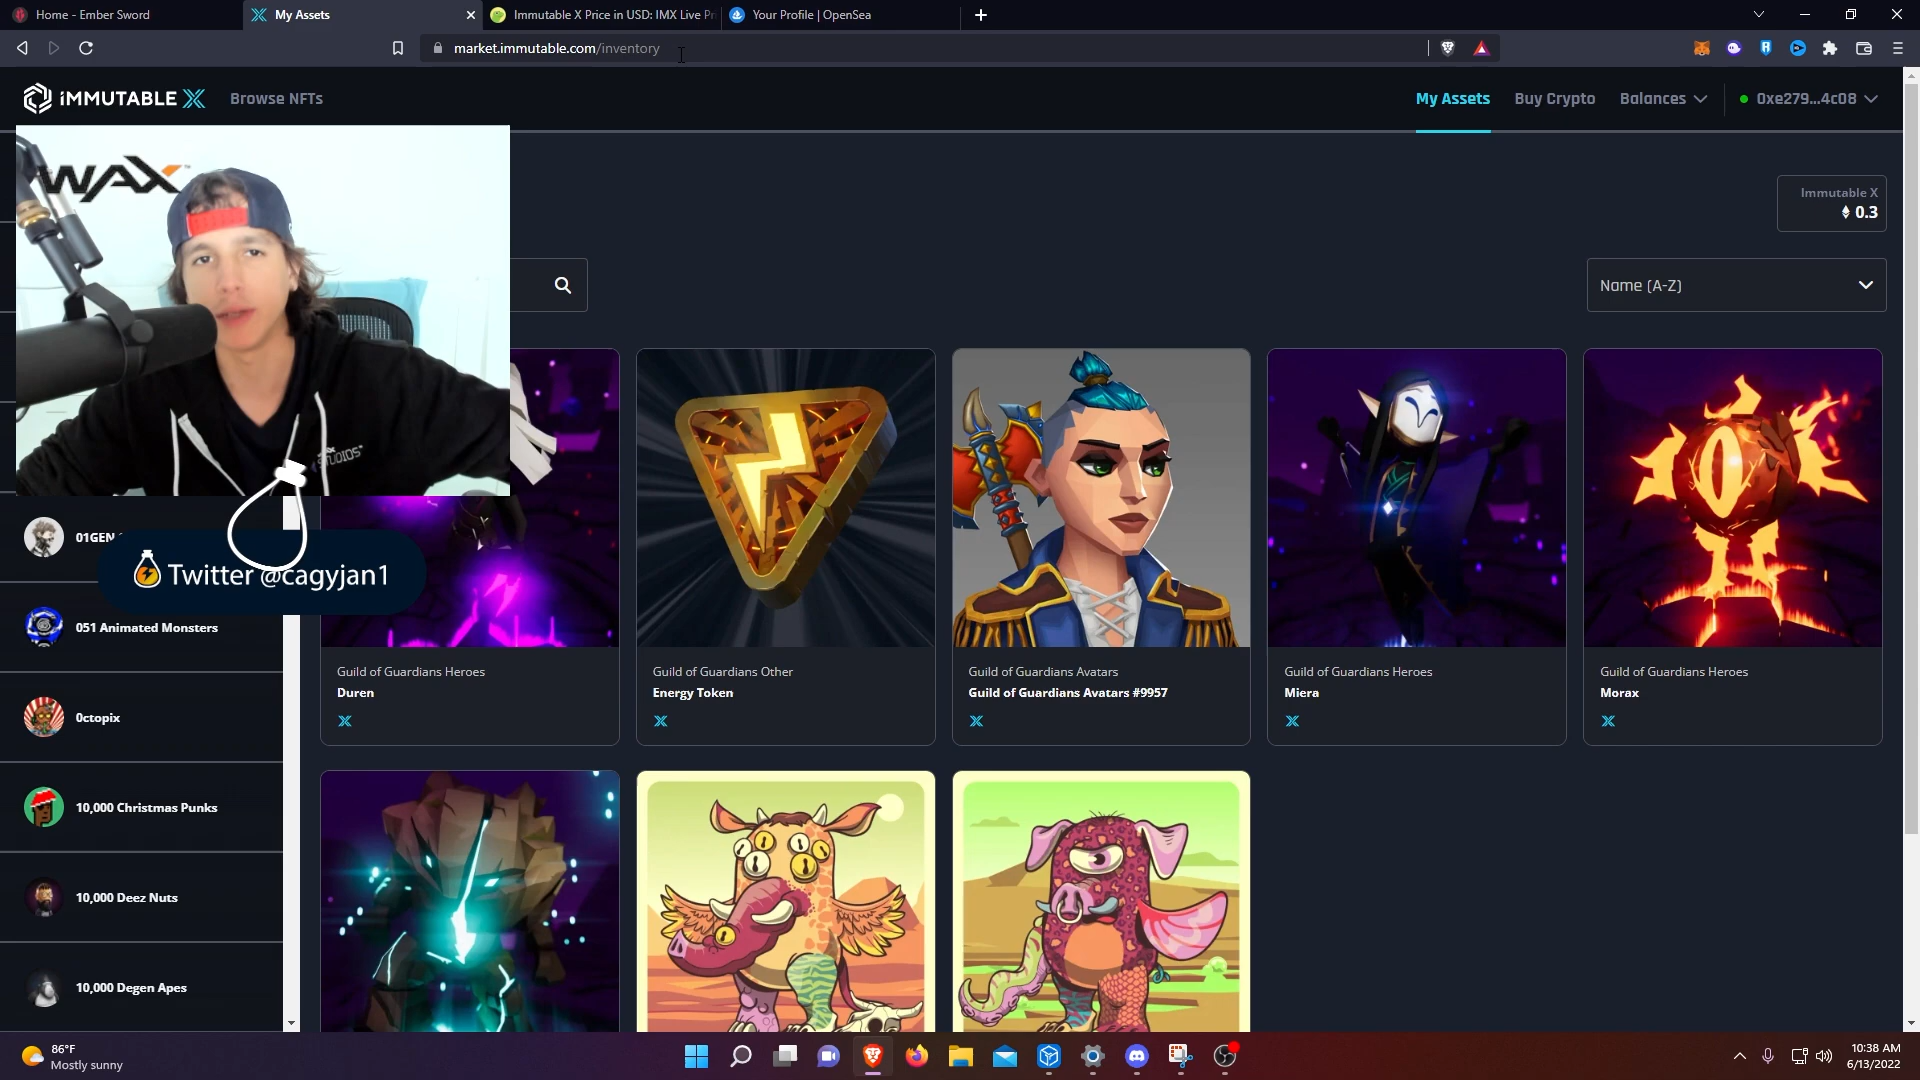 Home - Ember Sword
My Assets
Immutable X Price in USD: IMX Live Pri
Your Profile | OpenSea
market.immutable.com/inventory
IMMUTABLE X
Browse NFTs
My Assets
Buy Crypto
Balances
0xe279...4c08
WAX
STUDIOS
Immutable X
0.3
Name (A-Z)
01GEN
Twitter @cagyjan1
051 Animated Monsters
0ctopix
10,000 Christmas Punks
10,000 Deez Nuts
10,000 Degen Apes
Guild of Guardians Heroes
Duren
Guild of Guardians Other
Energy Token
Guild of Guardians Avatars
Guild of Guardians Avatars #9957
Guild of Guardians Heroes
Miera
Guild of Guardians Heroes
Morax
86°F
Mostly sunny
10:38 AM
6/13/2022